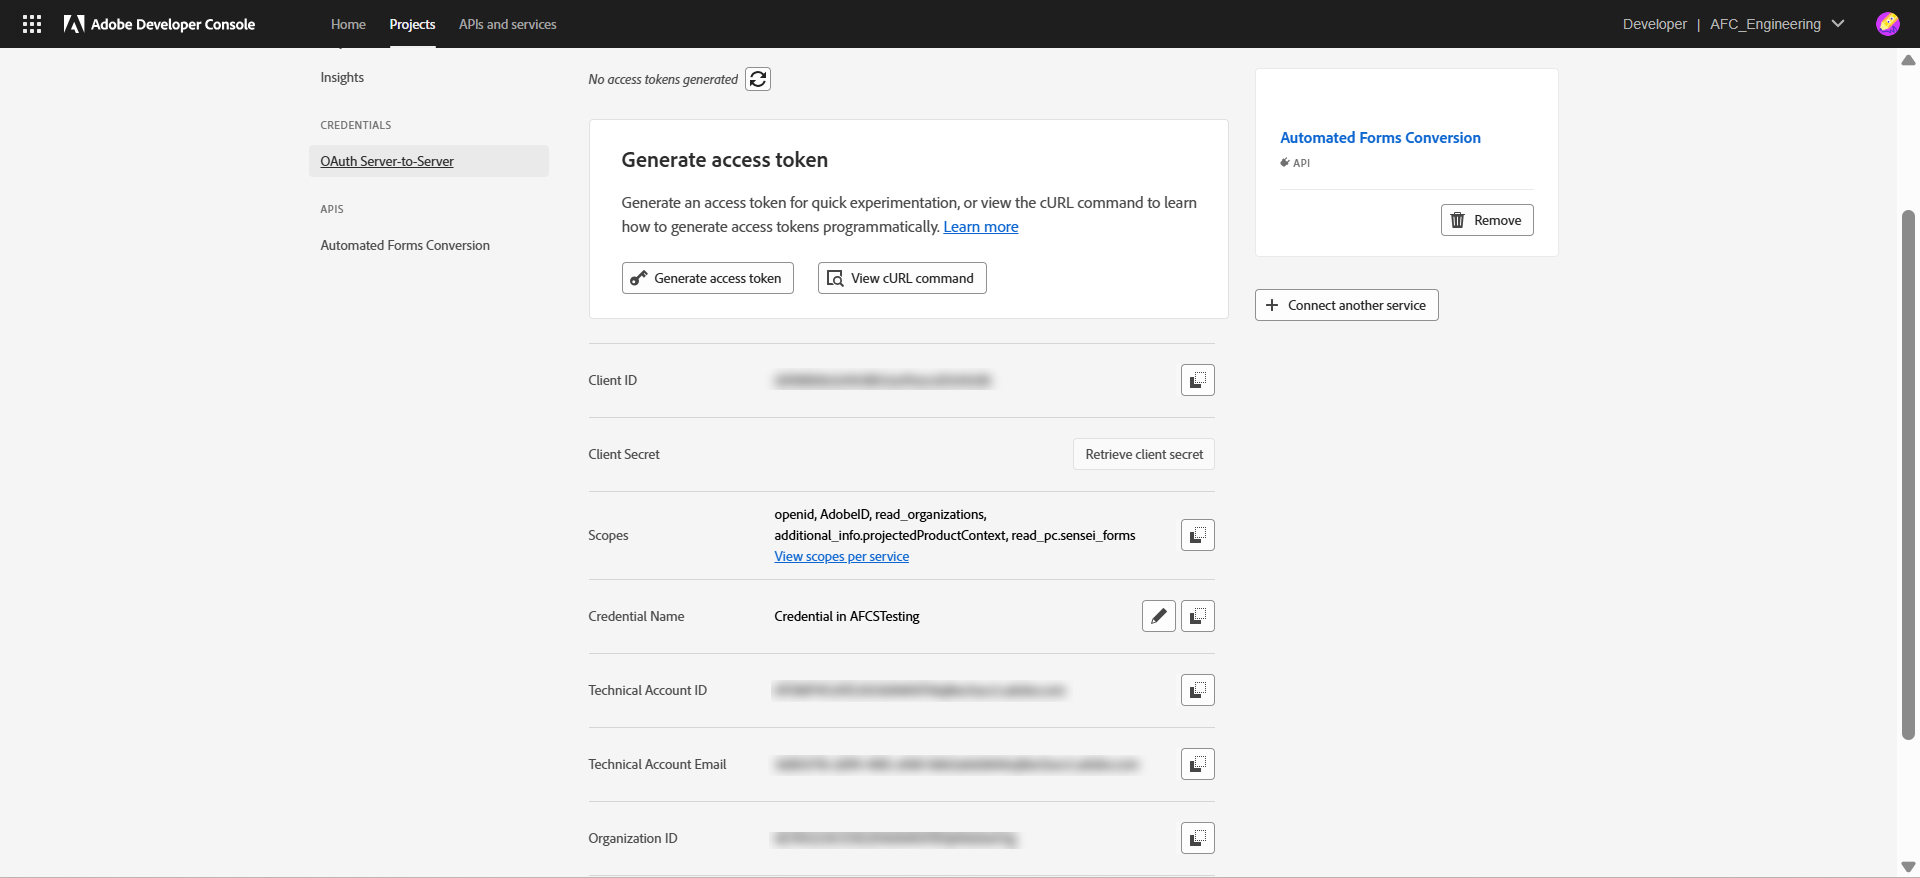 Adobe Developer Console
Home
Projects
APIs and services
Developer | AFC_Engineering
Insights
CREDENTIALS
OAuth Server-to-Server
APIS
Automated Forms Conversion
No access tokens generated
Generate access token
Generate an access token for quick experimentation, or view the cURL command to learn
how to generate access tokens programmatically. Learn more
Generate access token
View cURL command
Client ID
Client Secret
Retrieve client secret
Scopes
openid, AdobeID, read_organizations,
additional_info.projectedProductContext, read_pc.sensei_forms
View scopes per service
Credential Name
Credential in AFCSTesting
Technical Account ID
Technical Account Email
Organization ID
Automated Forms Conversion
API
Remove
Connect another service